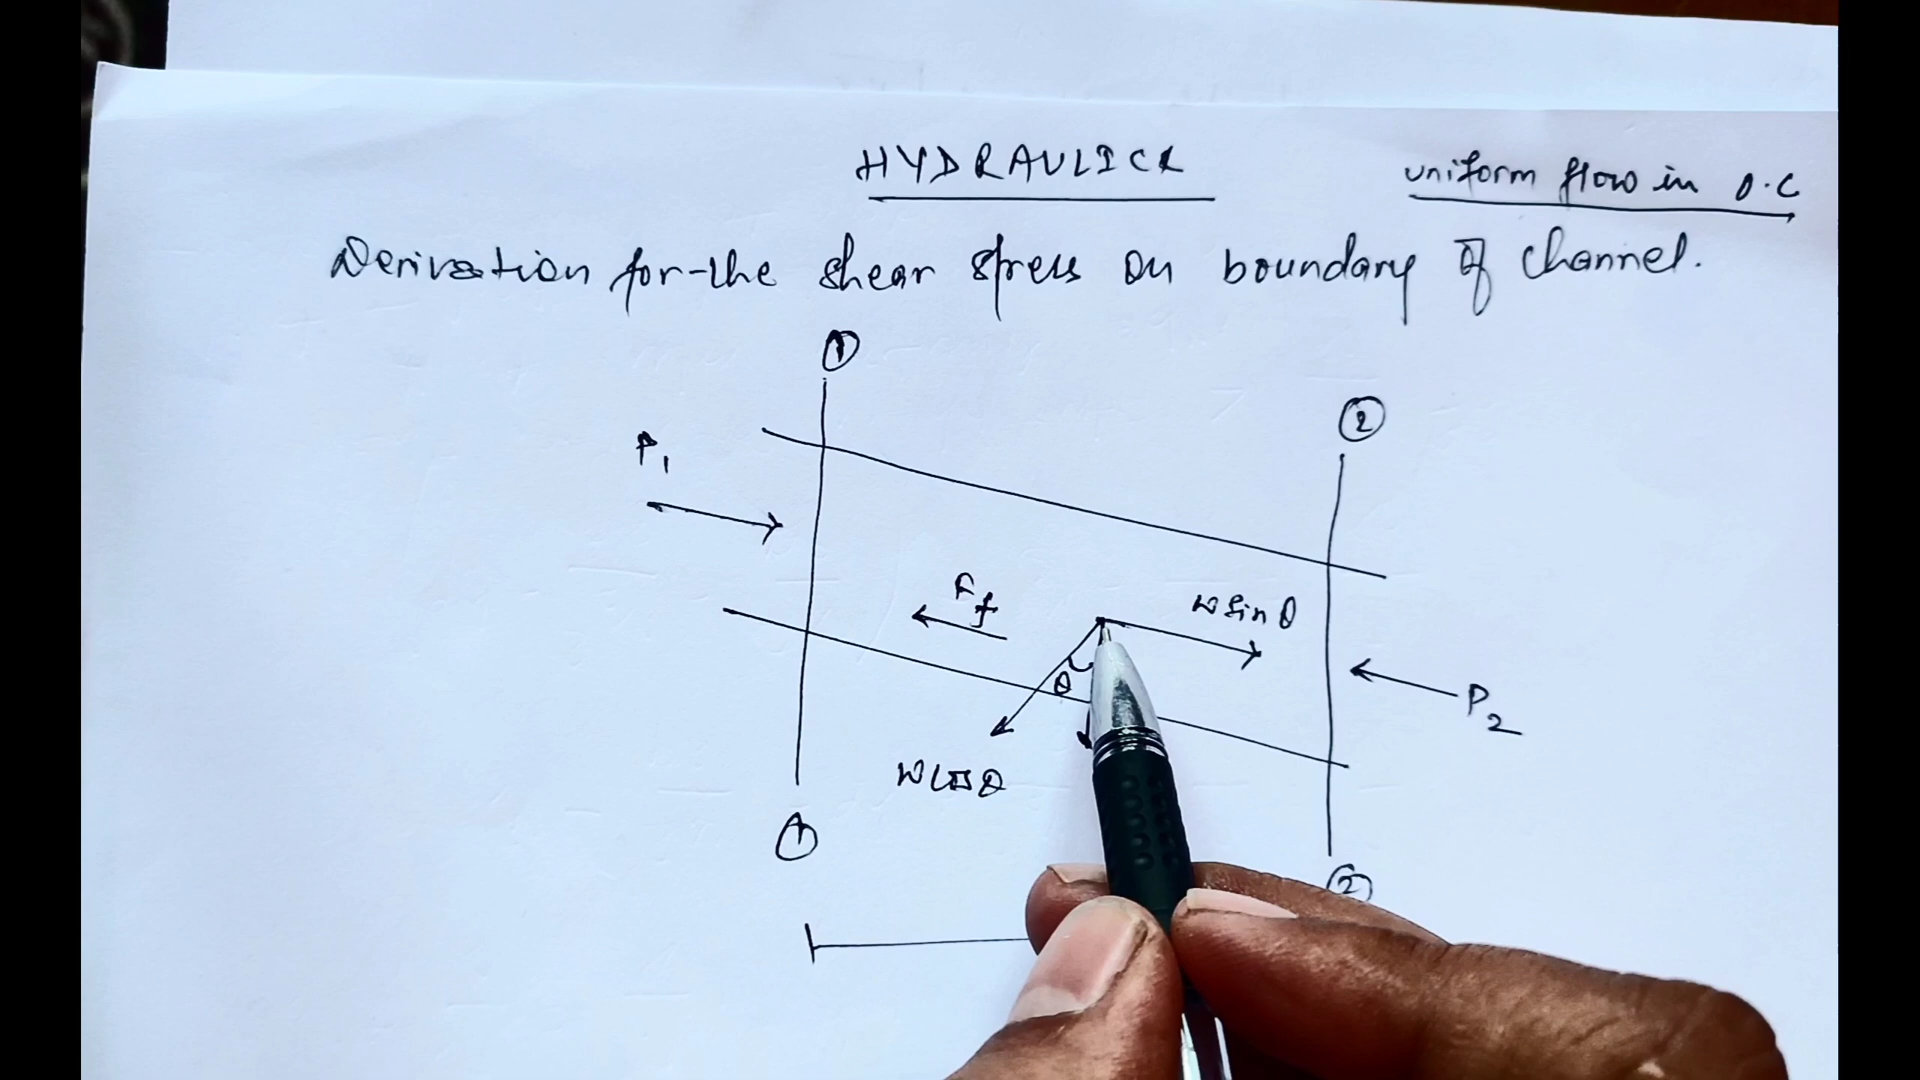 HYDRAULICS
uniform flow in O.C
Derivation for the shear stress on boundary of channel.
1
2
P1
Ff
W sin θ
θ
P2
W cos θ
1
2